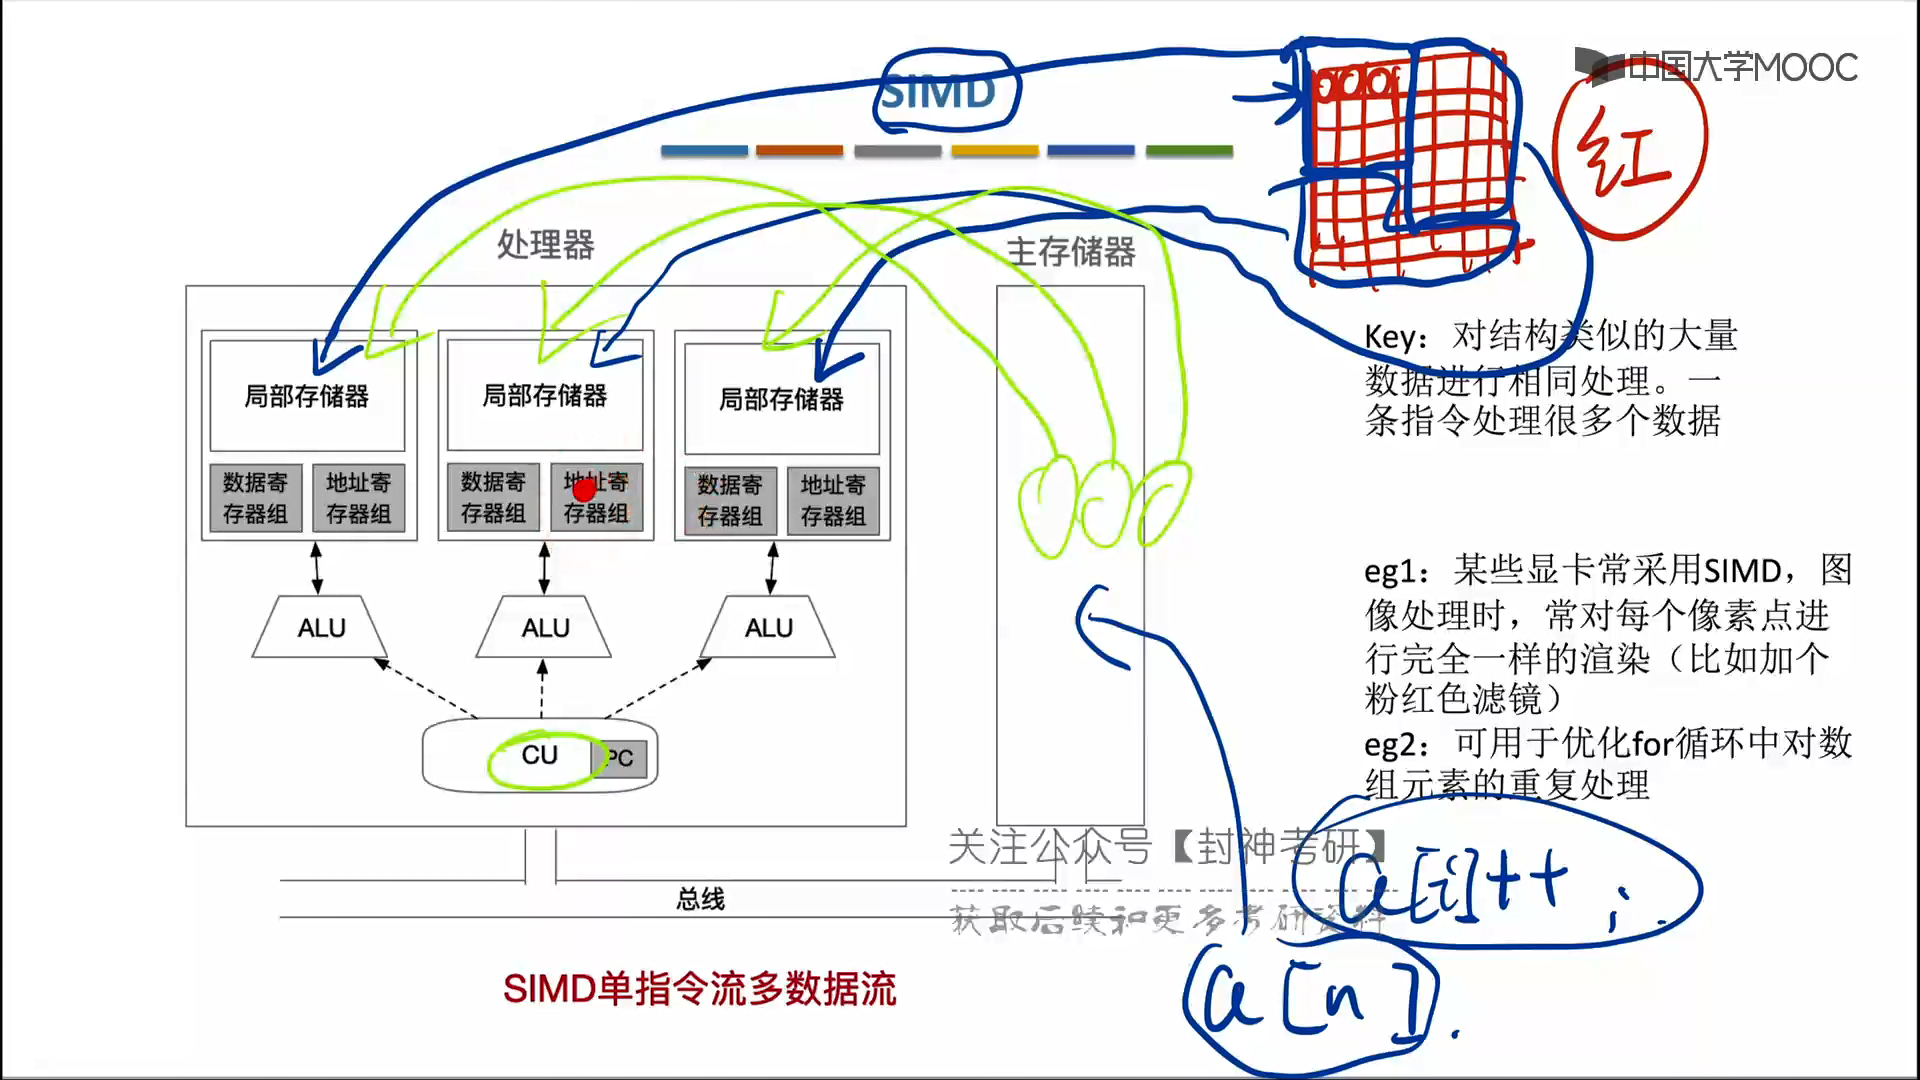 SIMD
中国大学MOOC
红
处理器
主存储器
局部存储器
局部存储器
局部存储器
数据寄
存器组
地址寄
存器组
数据寄
存器组
地址寄
存器组
数据寄
存器组
地址寄
存器组
ALU
ALU
ALU
CU
PC
总线
SIMD单指令流多数据流
Key：对结构类似的大量
数据进行相同处理。一
条指令处理很多个数据
eg1：某些显卡常采用SIMD，图
像处理时，常对每个像素点进
行完全一样的渲染（比如加个
粉红色滤镜）
eg2：可用于优化for循环中对数
组元素的重复处理
关注公众号【封神考研】
获取后续和更多考研资料
a[i]++;
a[n].